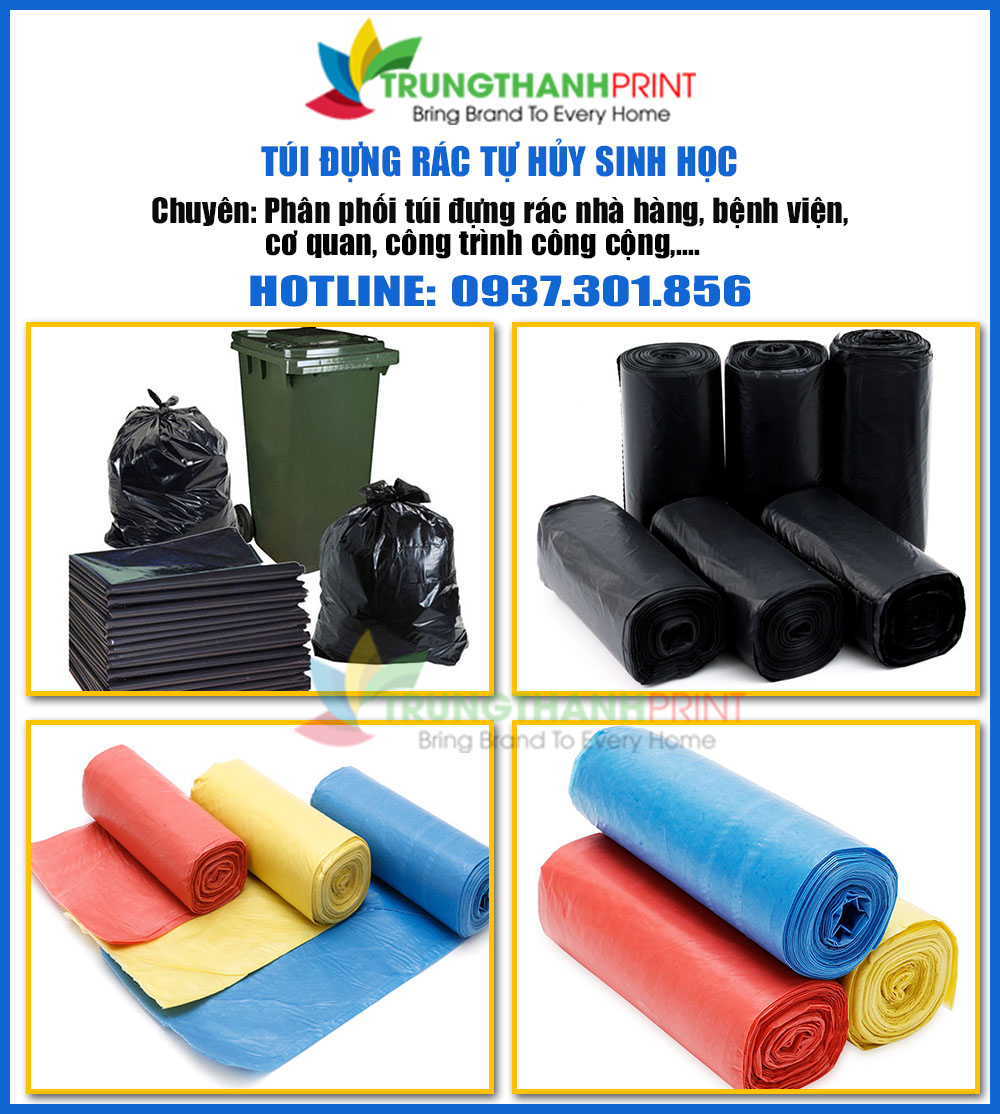 TRUNGTHANHPRINT
Bring Brand To Every Home
TÚI ĐỰNG RÁC TỰ HỦY SINH HỌC
Chuyên: Phân phối túi đựng rác nhà hàng, bệnh viện,
cơ quan, công trình công cộng,....
HOTLINE: 0937.301.856
TRUNGTHANHPRINT
Bring Brand To Every Home